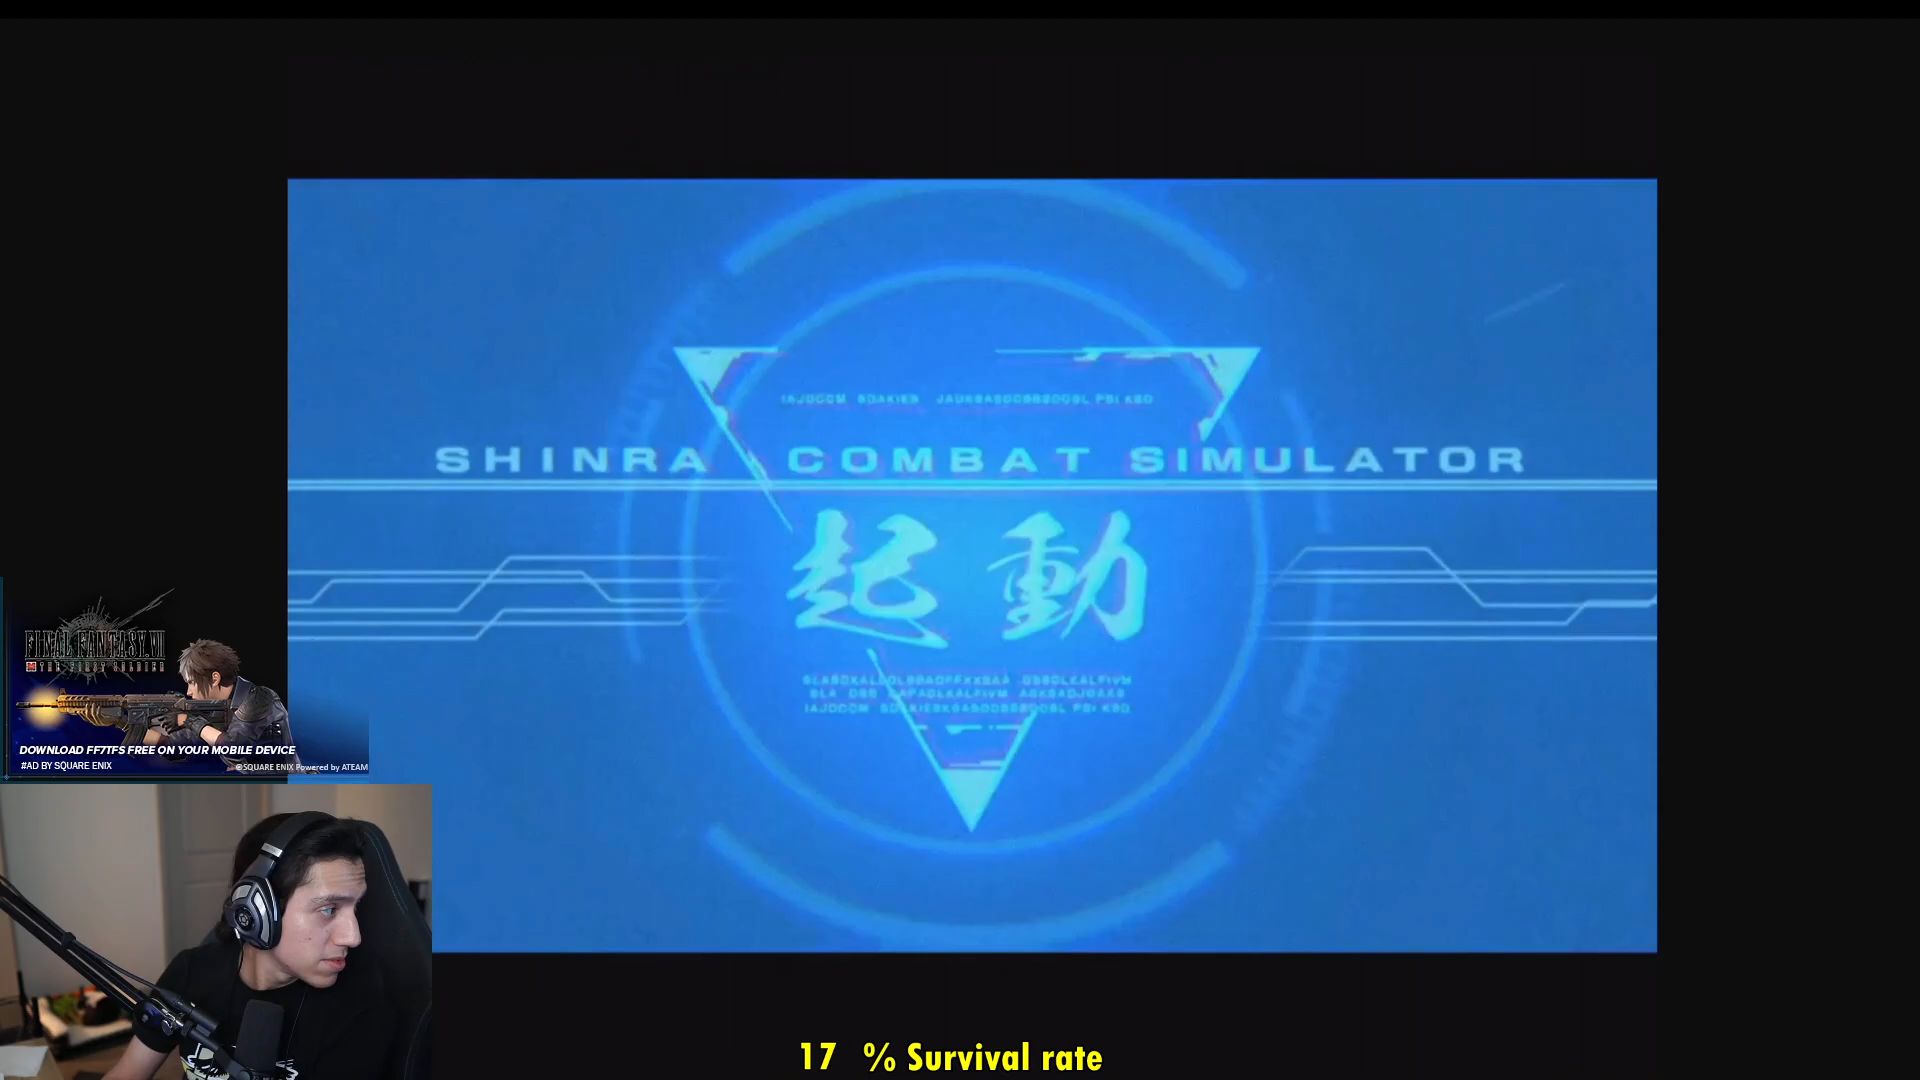 SHINRA COMBAT SIMULATOR
起動
FINAL FANTASY VII
THE FIRST SOLDIER
DOWNLOAD FF7TFS FREE ON YOUR MOBILE DEVICE
#AD BY SQUARE ENIX
©SQUARE ENIX Powered by ATEAM
17 % Survival rate